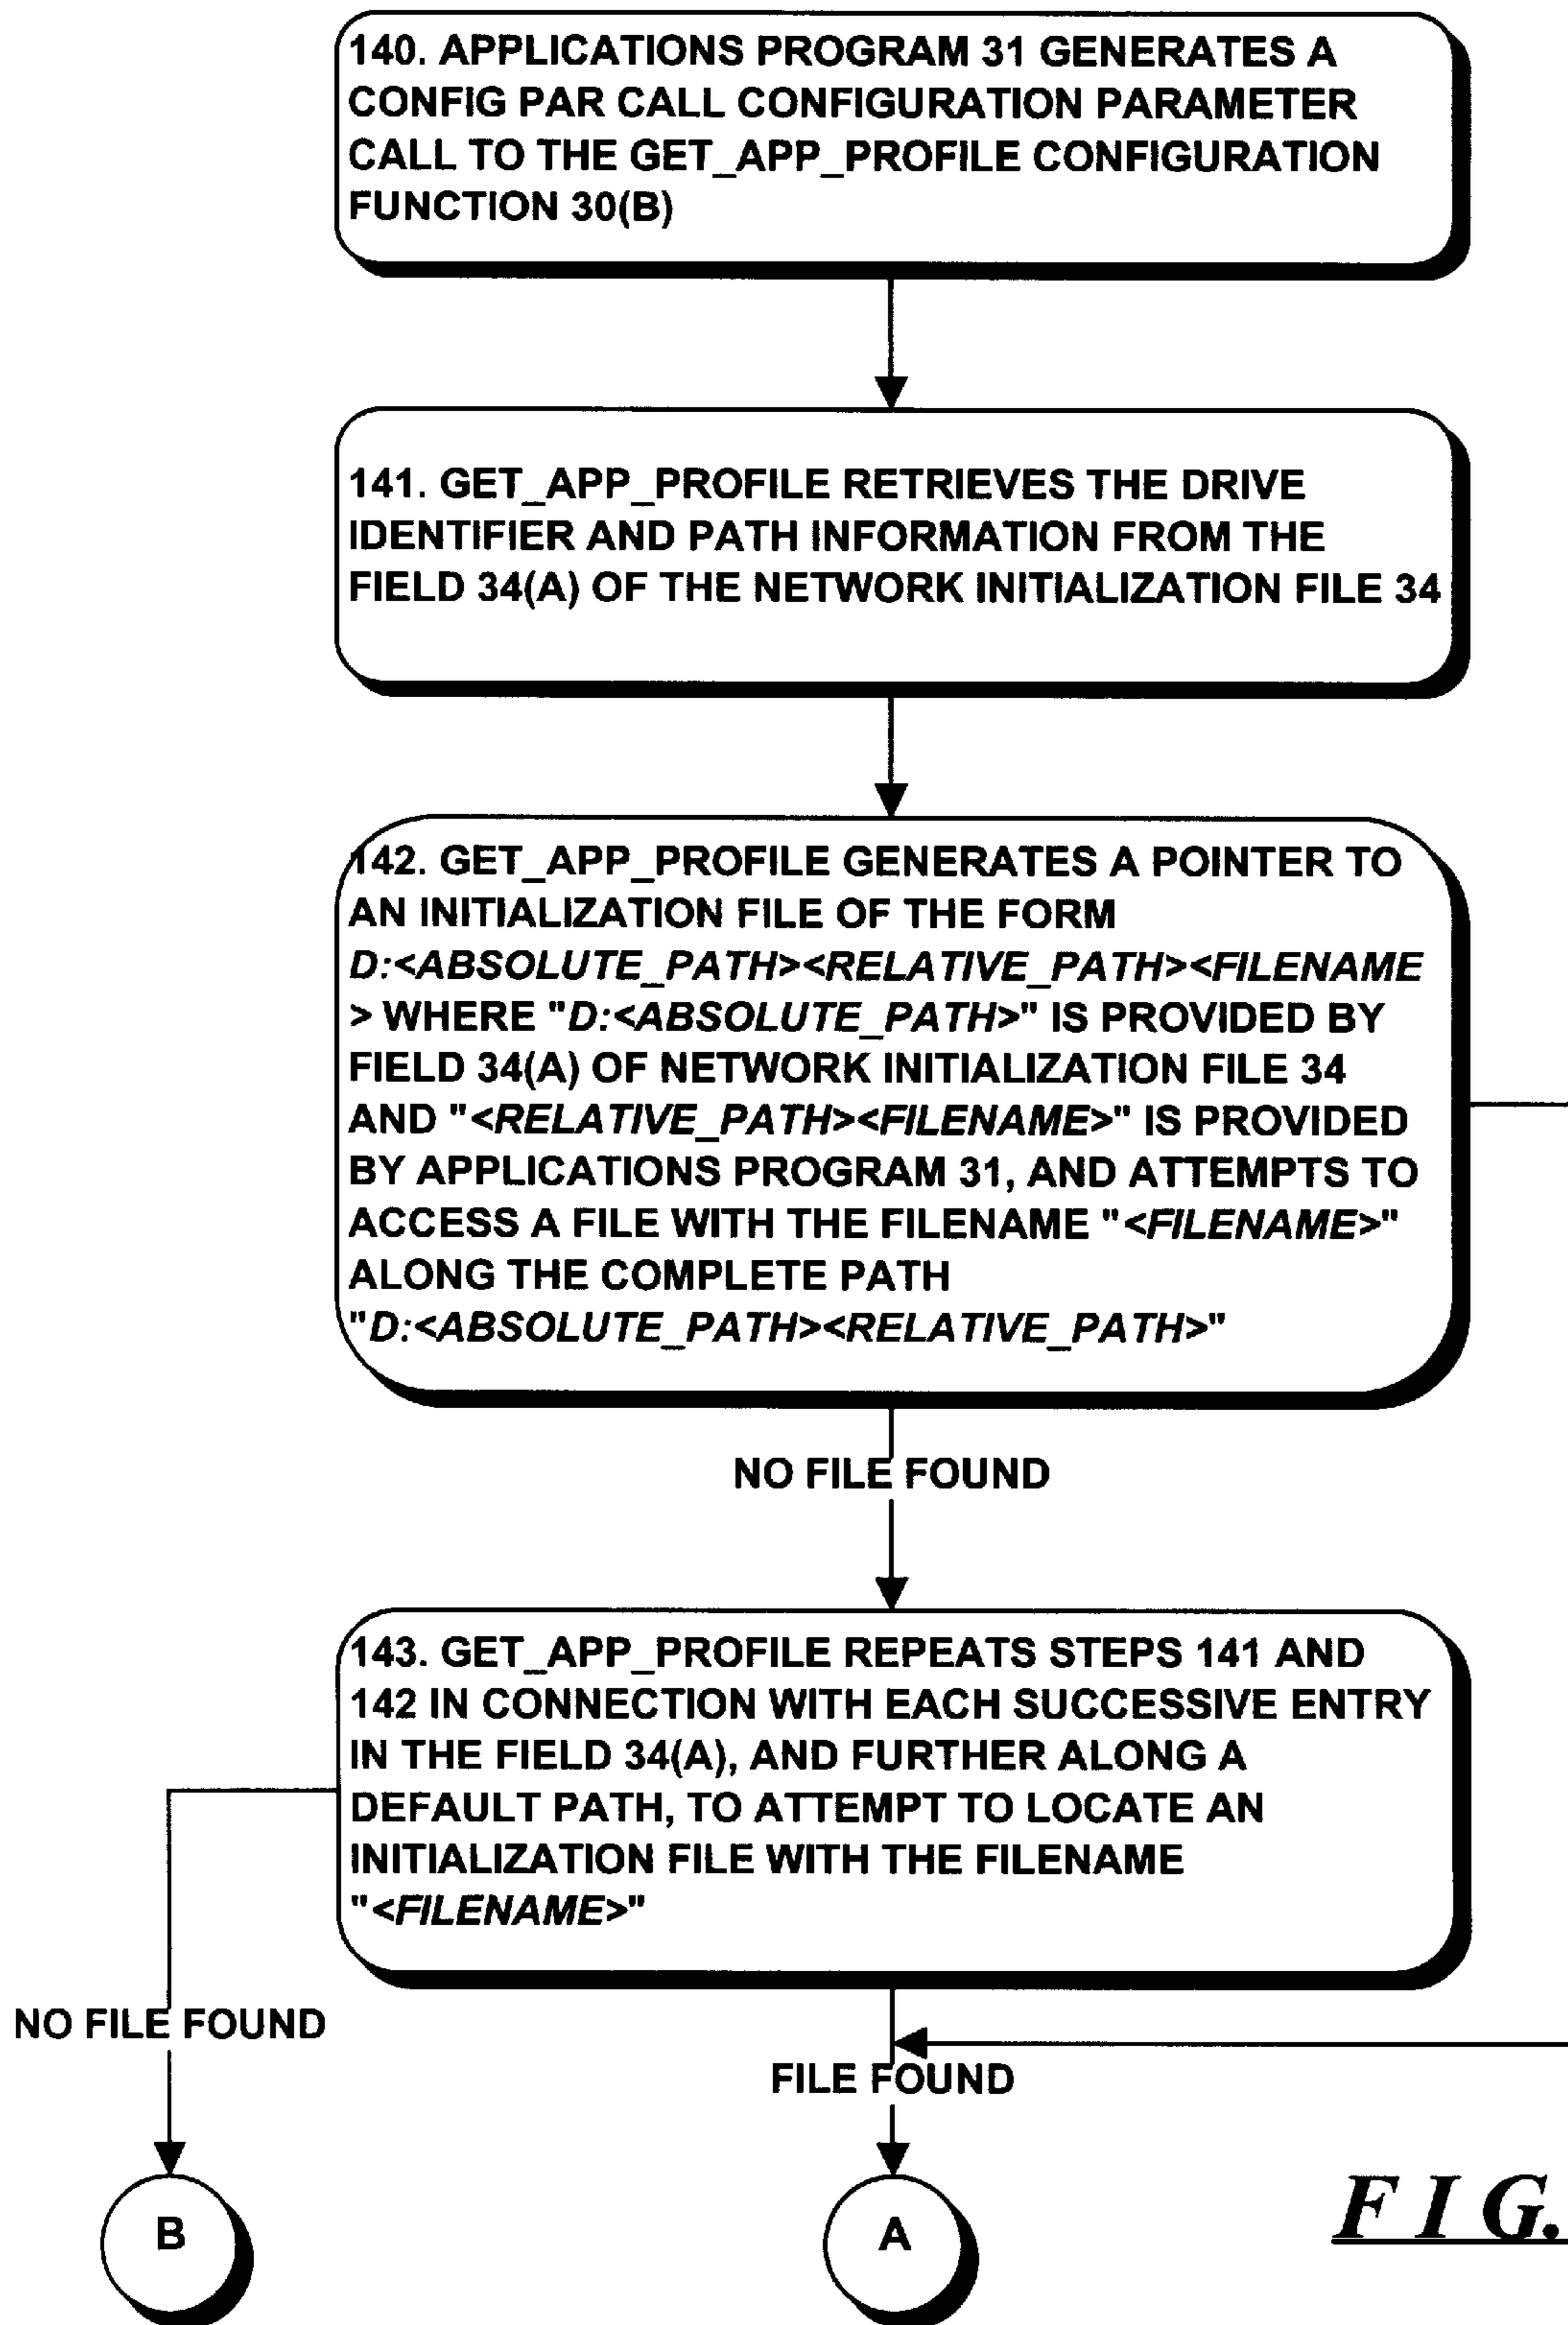 140. APPLICATIONS PROGRAM 31 GENERATES A
CONFIG PAR CALL CONFIGURATION PARAMETER
CALL TO THE GET_APP_PROFILE CONFIGURATION
FUNCTION 30(B)
141. GET_APP_PROFILE RETRIEVES THE DRIVE
IDENTIFIER AND PATH INFORMATION FROM THE
FIELD 34(A) OF THE NETWORK INITIALIZATION FILE 34
142. GET_APP_PROFILE GENERATES A POINTER TO
AN INITIALIZATION FILE OF THE FORM
D:<ABSOLUTE_PATH><RELATIVE_PATH><FILENAME
> WHERE "D:<ABSOLUTE_PATH>" IS PROVIDED BY
FIELD 34(A) OF NETWORK INITIALIZATION FILE 34
AND "<RELATIVE_PATH><FILENAME>" IS PROVIDED
BY APPLICATIONS PROGRAM 31, AND ATTEMPTS TO
ACCESS A FILE WITH THE FILENAME "<FILENAME>"
ALONG THE COMPLETE PATH
"D:<ABSOLUTE_PATH><RELATIVE_PATH>"
NO FILE FOUND
143. GET_APP_PROFILE REPEATS STEPS 141 AND
142 IN CONNECTION WITH EACH SUCCESSIVE ENTRY
IN THE FIELD 34(A), AND FURTHER ALONG A
DEFAULT PATH, TO ATTEMPT TO LOCATE AN
INITIALIZATION FILE WITH THE FILENAME
"<FILENAME>"
NO FILE FOUND
FILE FOUND
B
A
FIG.